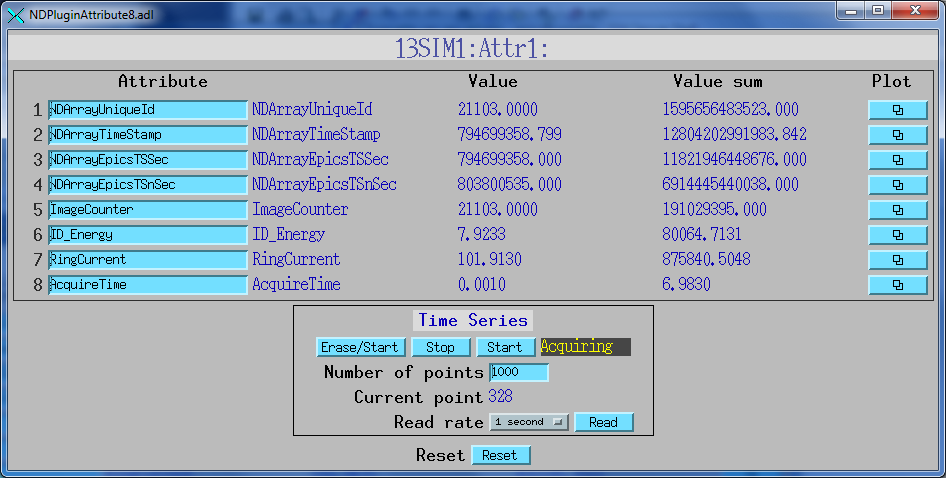 NDPluginAttribute8.adl
13SIM1:Attr1:
Attribute Value Value sum Plot
1 NDArrayUniqueId NDArrayUniqueId 21103.0000 1595656483523.000
2 NDArrayTimeStamp NDArrayTimeStamp 794699358.799 12804202991983.842
3 NDArrayEpicsTSSec NDArrayEpicsTSSec 794699358.000 11821946448676.000
4 NDArrayEpicsTSnSec NDArrayEpicsTSnSec 803800535.000 6914445440038.000
5 ImageCounter ImageCounter 21103.0000 191029395.000
6 ID_Energy ID_Energy 7.9233 80064.7131
7 RingCurrent RingCurrent 101.9130 875840.5048
8 AcquireTime AcquireTime 0.0010 6.9830
Time Series
Erase/Start Stop Start Acquiring
Number of points 1000
Current point 328
Read rate 1 second Read
Reset Reset